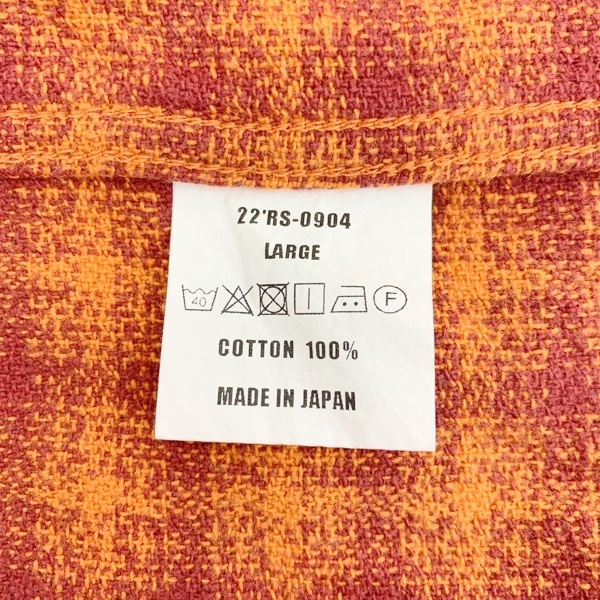 22'RS-0904
LARGE
40 F
COTTON 100%
MADE IN JAPAN